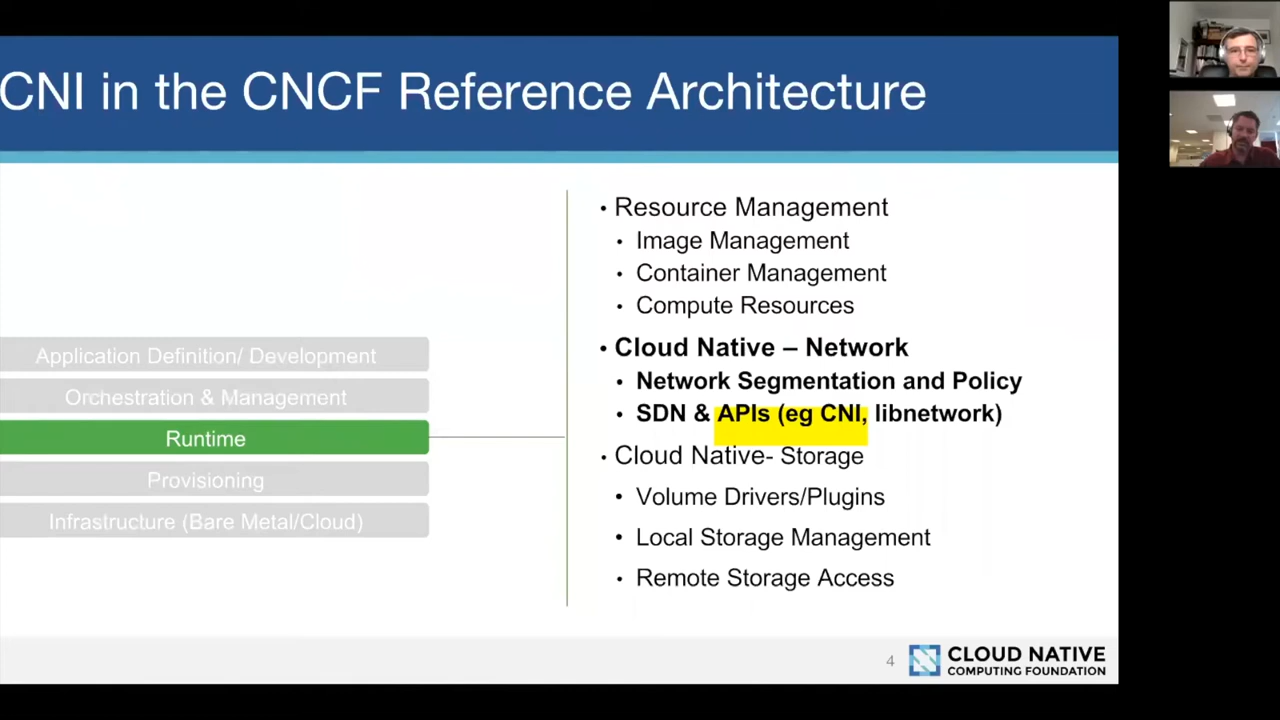 CNI in the CNCF Reference Architecture
Application Definition/ Development
Orchestration & Management
Runtime
Provisioning
Infrastructure (Bare Metal/Cloud)
• Resource Management
• Image Management
• Container Management
• Compute Resources
• Cloud Native – Network
• Network Segmentation and Policy
• SDN & APIs (eg CNI, libnetwork)
• Cloud Native- Storage
• Volume Drivers/Plugins
• Local Storage Management
• Remote Storage Access
4
CLOUD NATIVE
COMPUTING FOUNDATION